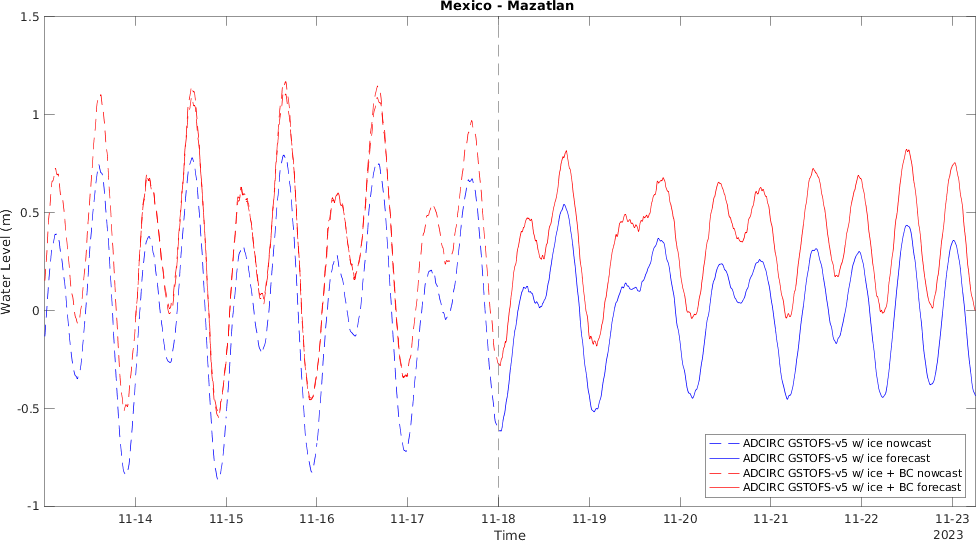 Mexico - Mazatlan
1.5
1
0.5
0
-0.5
-1
Water Level (m)
11-14 11-15 11-16 11-17 11-18 11-19 11-20 11-21 11-22 11-23
Time
2023
ADCIRC GSTOFS-v5 w/ ice nowcast
ADCIRC GSTOFS-v5 w/ ice forecast
ADCIRC GSTOFS-v5 w/ ice + BC nowcast
ADCIRC GSTOFS-v5 w/ ice + BC forecast